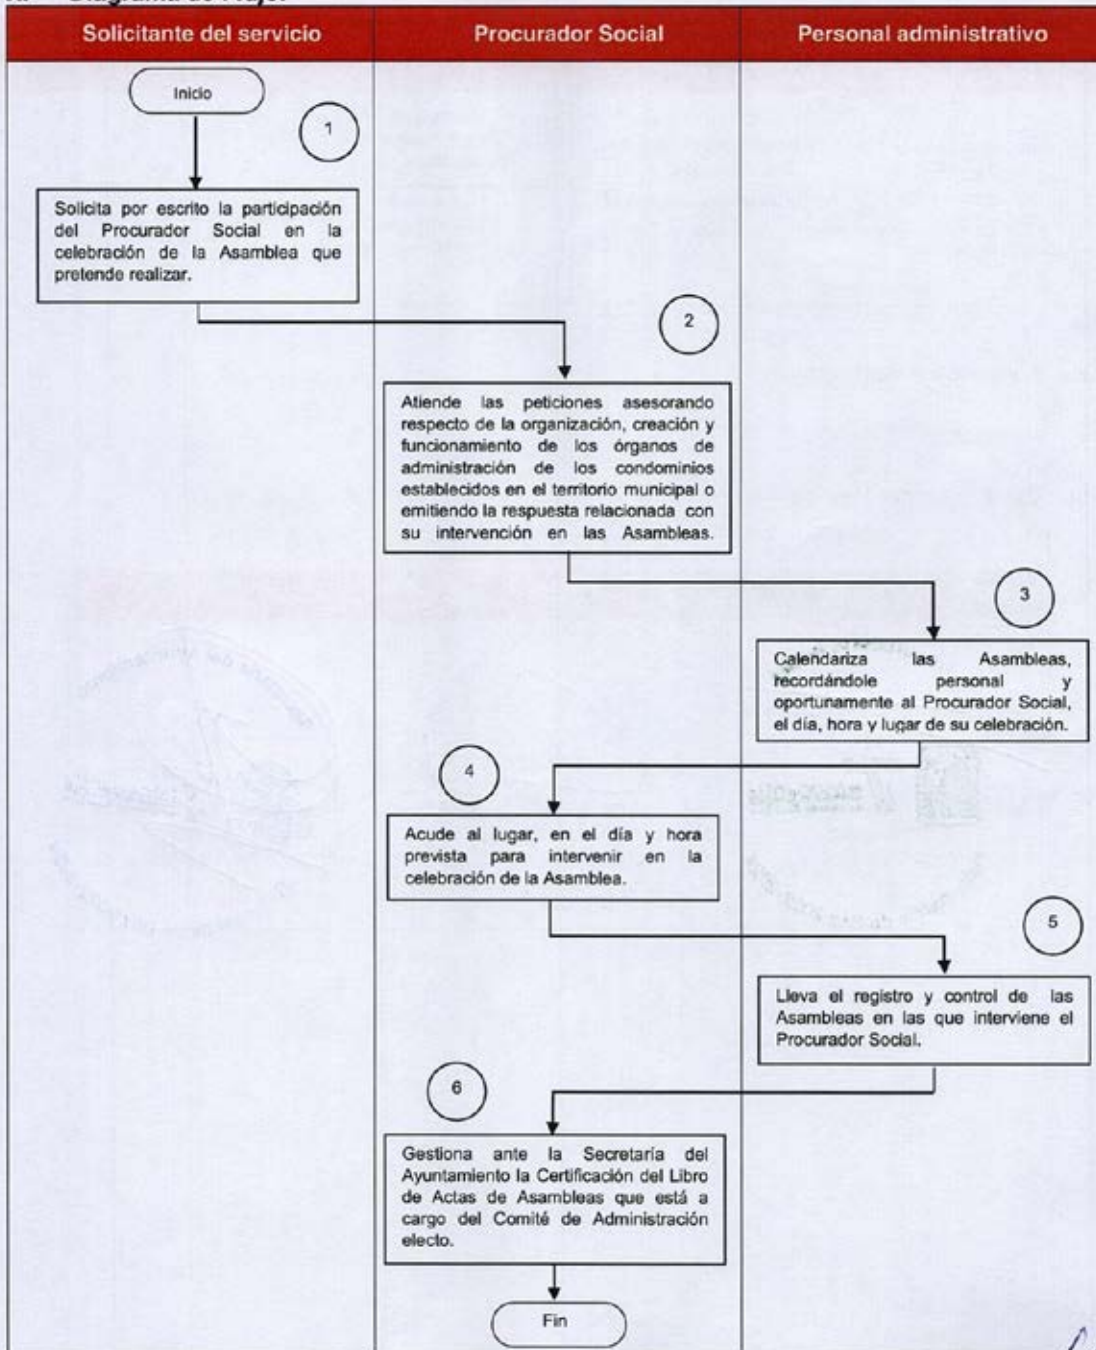 Solicitante del servicio
Procurador Social
Personal administrativo
Inicio
1
Solicita por escrito la participación
del Procurador Social en la
celebración de la Asamblea que
pretende realizar.
2
Atiende las peticiones asesorando
respecto de la organización, creación y
funcionamiento de los órganos de
administración de los condominios
establecidos en el territorio municipal o
emitiendo la respuesta relacionada con
su intervención en las Asambleas.
3
Calendariza las Asambleas,
recordándole personal y
oportunamente al Procurador Social,
el día, hora y lugar de su celebración.
4
Acude al lugar, en el día y hora
prevista para intervenir en la
celebración de la Asamblea.
5
Lleva el registro y control de las
Asambleas en las que interviene el
Procurador Social.
6
Gestiona ante la Secretaría del
Ayuntamiento la Certificación del Libro
de Actas de Asambleas que está a
cargo del Comité de Administración
electo.
Fin